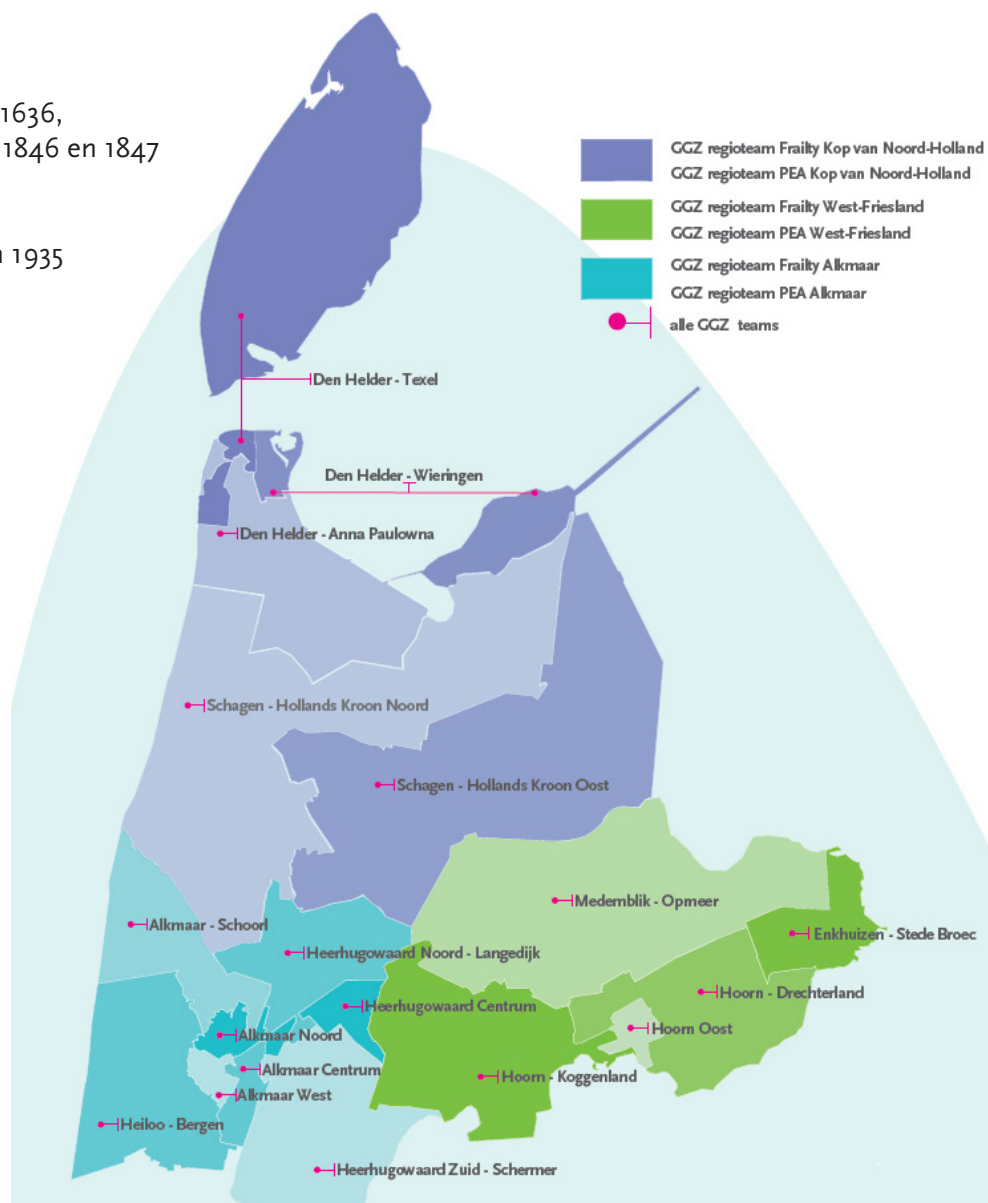 1636,
1846 en 1847
1935
GGZ regioteam Frailty Kop van Noord-Holland
GGZ regioteam PEA Kop van Noord-Holland
GGZ regioteam Frailty West-Friesland
GGZ regioteam PEA West-Friesland
GGZ regioteam Frailty Alkmaar
GGZ regioteam PEA Alkmaar
alle GGZ teams
Den Helder - Texel
Den Helder - Wieringen
Den Helder - Anna Paulowna
Schagen - Hollands Kroon Noord
Schagen - Hollands Kroon Oost
Medemblik - Opmeer
Alkmaar - Schoorl
Enkhuizen - Stede Broec
Heerhugowaard Noord - Langedijk
Hoorn - Drechterland
Heerhugowaard Centrum
Hoorn Oost
Alkmaar Noord
Alkmaar Centrum
Hoorn - Koggenland
Alkmaar West
Heiloo - Bergen
Heerhugowaard Zuid - Schermer